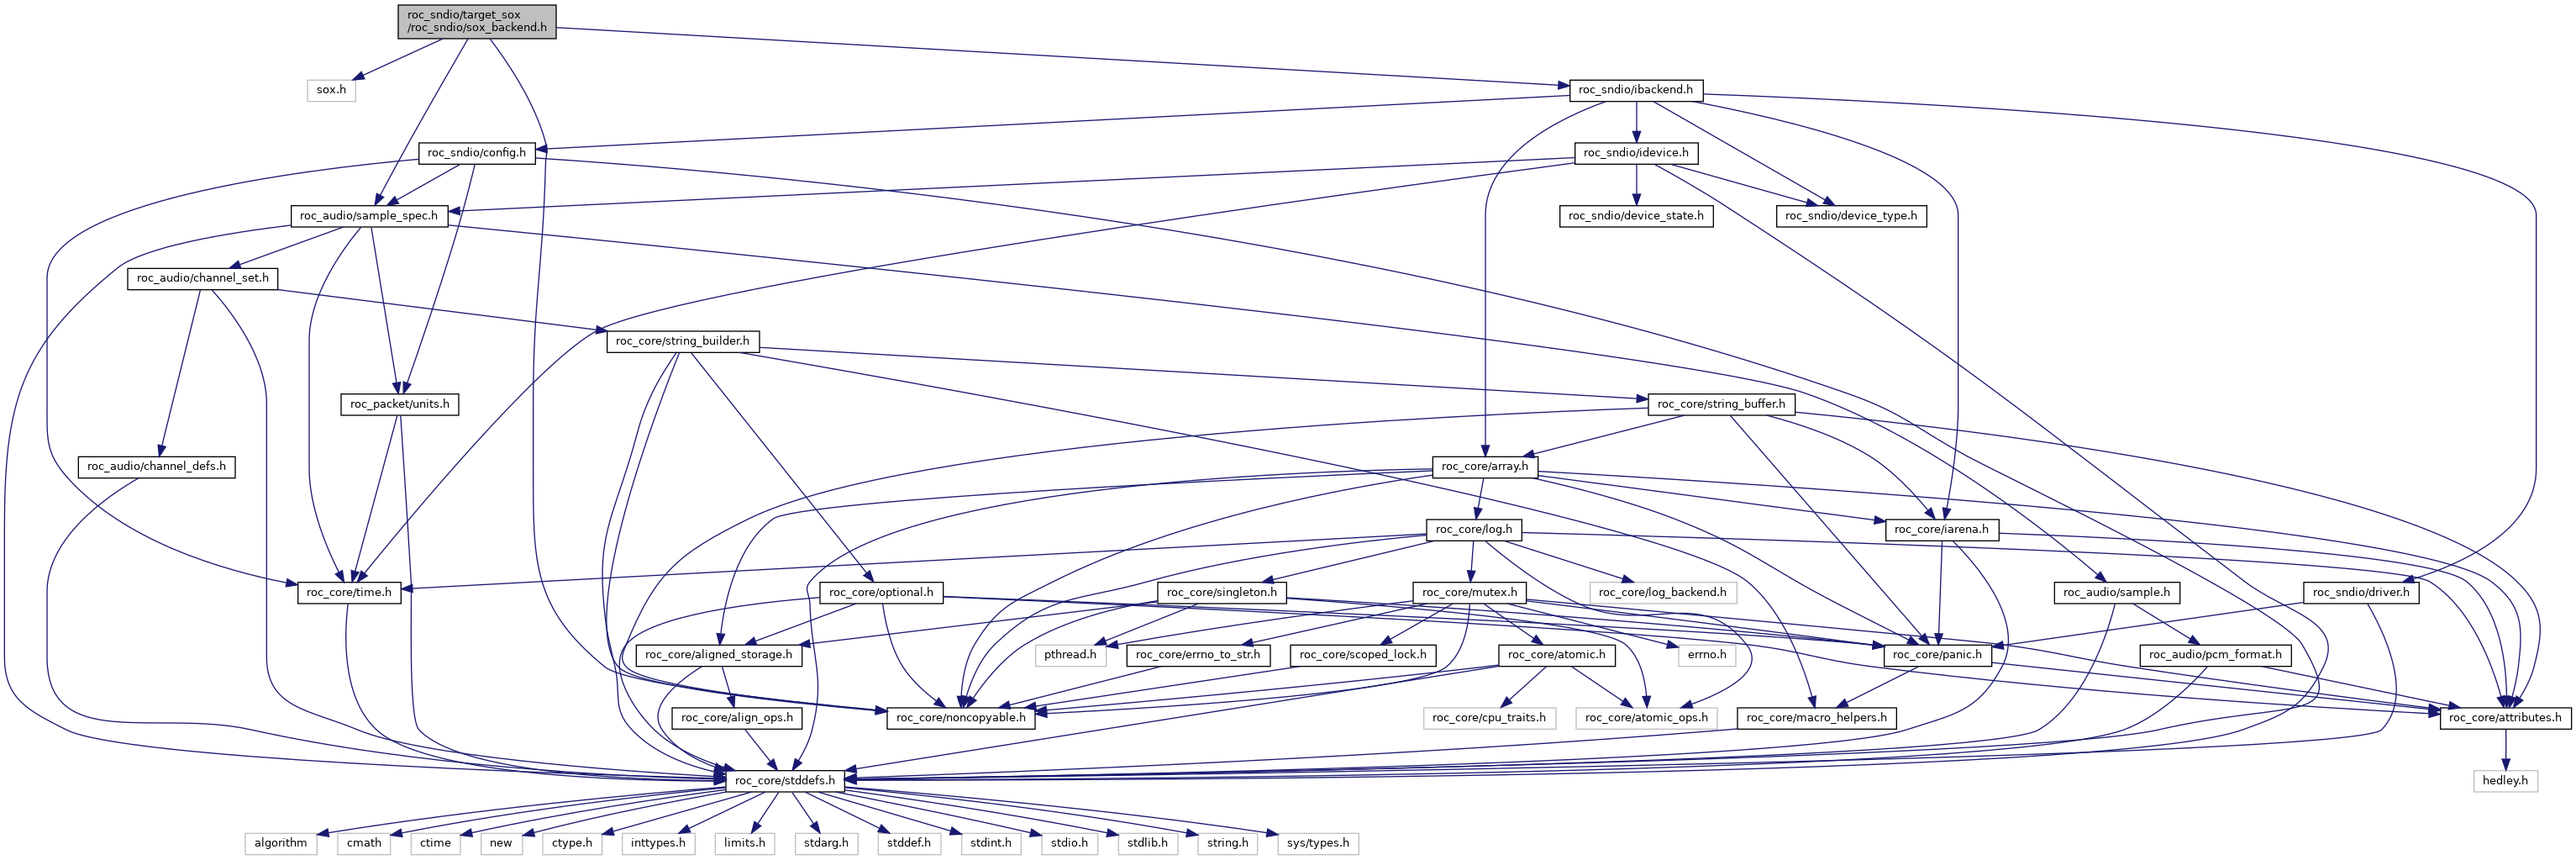 roc_sndio/target_sox
/roc_sndio/sox_backend.h
sox.h
roc_sndio/ibackend.h
roc_sndio/config.h
roc_sndio/idevice.h
roc_audio/sample_spec.h
roc_sndio/device_state.h
roc_sndio/device_type.h
roc_audio/channel_set.h
roc_core/string_builder.h
roc_packet/units.h
roc_core/string_buffer.h
roc_audio/channel_defs.h
roc_core/array.h
roc_core/log.h
roc_core/iarena.h
roc_core/time.h
roc_core/optional.h
roc_core/singleton.h
roc_core/mutex.h
roc_core/log_backend.h
roc_audio/sample.h
roc_sndio/driver.h
roc_core/aligned_storage.h
pthread.h
roc_core/errno_to_str.h
roc_core/scoped_lock.h
roc_core/atomic.h
errno.h
roc_core/panic.h
roc_audio/pcm_format.h
roc_core/align_ops.h
roc_core/noncopyable.h
roc_core/cpu_traits.h
roc_core/atomic_ops.h
roc_core/macro_helpers.h
roc_core/attributes.h
roc_core/stddefs.h
hedley.h
algorithm
cmath
ctime
new
ctype.h
inttypes.h
limits.h
stdarg.h
stddef.h
stdint.h
stdio.h
stdlib.h
string.h
sys/types.h